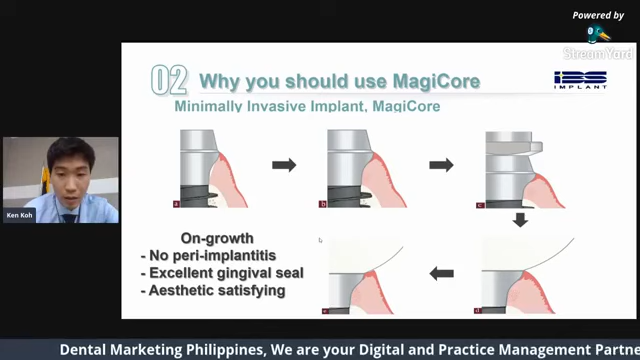 Powered by
StreamYard
02 Why you should use MagiCore
IBS
IMPLANT
Minimally Invasive Implant, MagiCore
a
b
c
Ken Koh
On-growth
- No peri-implantitis
- Excellent gingival seal
- Aesthetic satisfying
e
d
Dental Marketing Philippines, We are your Digital and Practice Management Partne